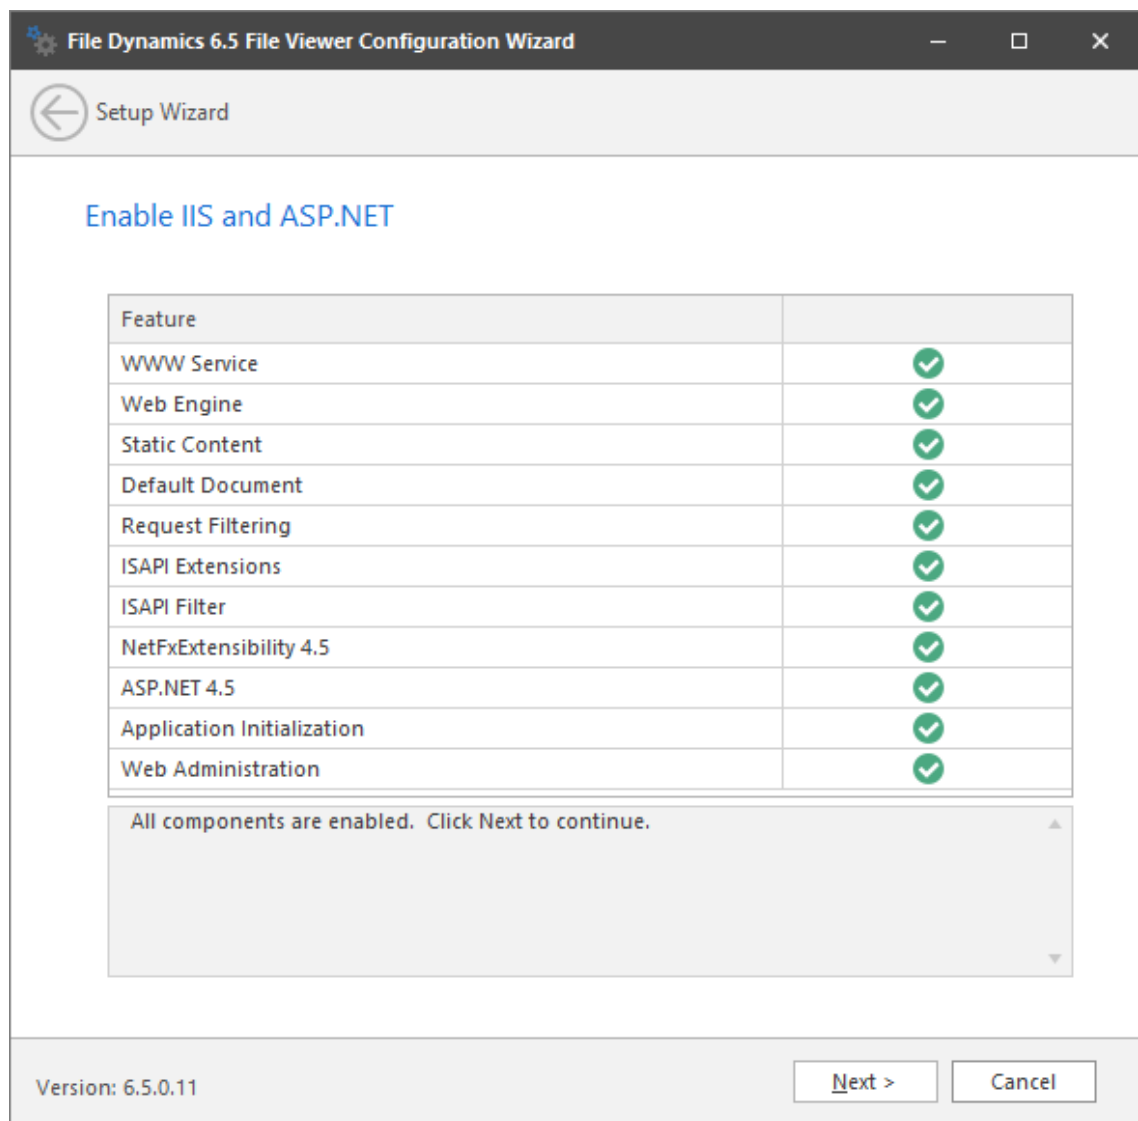 File Dynamics 6.5 File Viewer Configuration Wizard
Setup Wizard
Enable IIS and ASP.NET
Feature
WWW Service
Web Engine
Static Content
Default Document
Request Filtering
ISAPI Extensions
ISAPI Filter
NetFxExtensibility 4.5
ASP.NET 4.5
Application Initialization
Web Administration
All components are enabled.  Click Next to continue.
Version: 6.5.0.11
Next >
Cancel